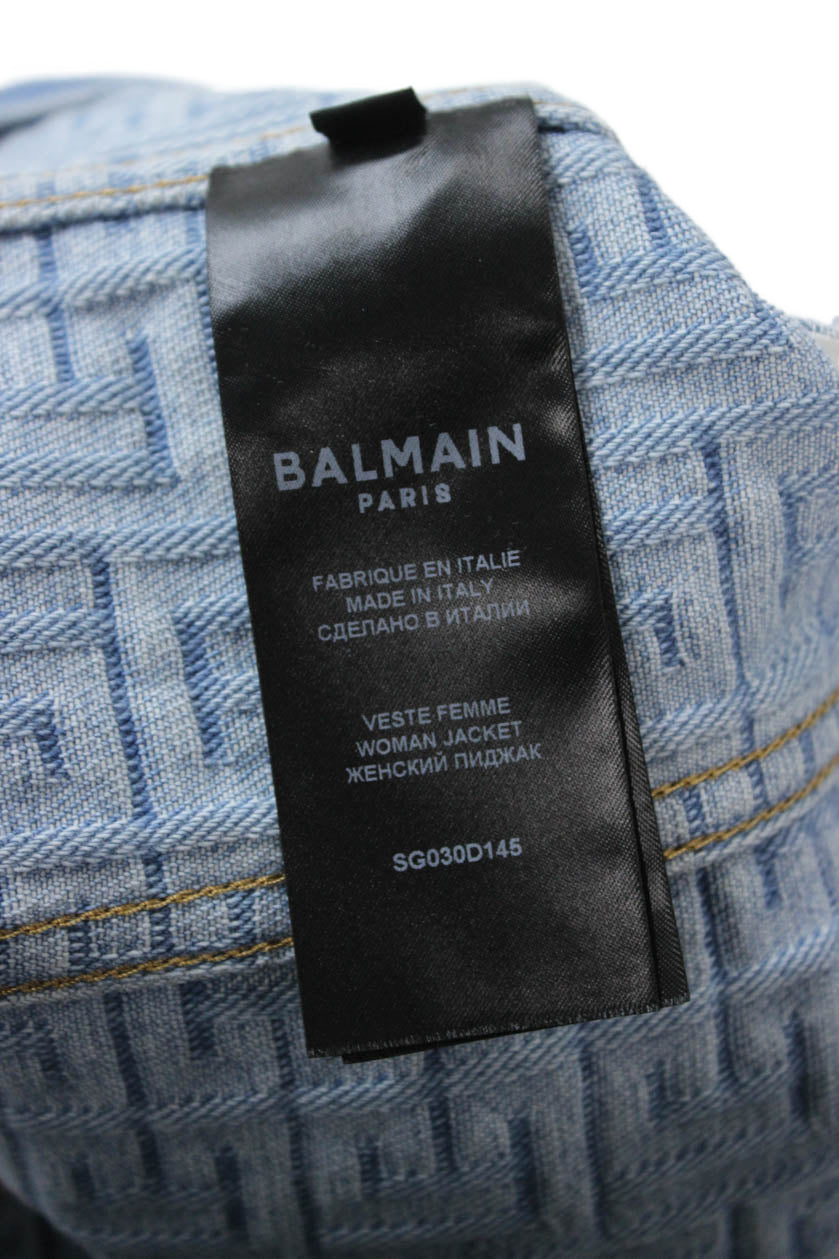 BALMAIN
PARIS
FABRIQUE EN ITALIE
MADE IN ITALY
СДЕЛАНО В ИТАЛИИ
VESTE FEMME
WOMAN JACKET
ЖЕНСКИЙ ПИДЖАК
SG030D145